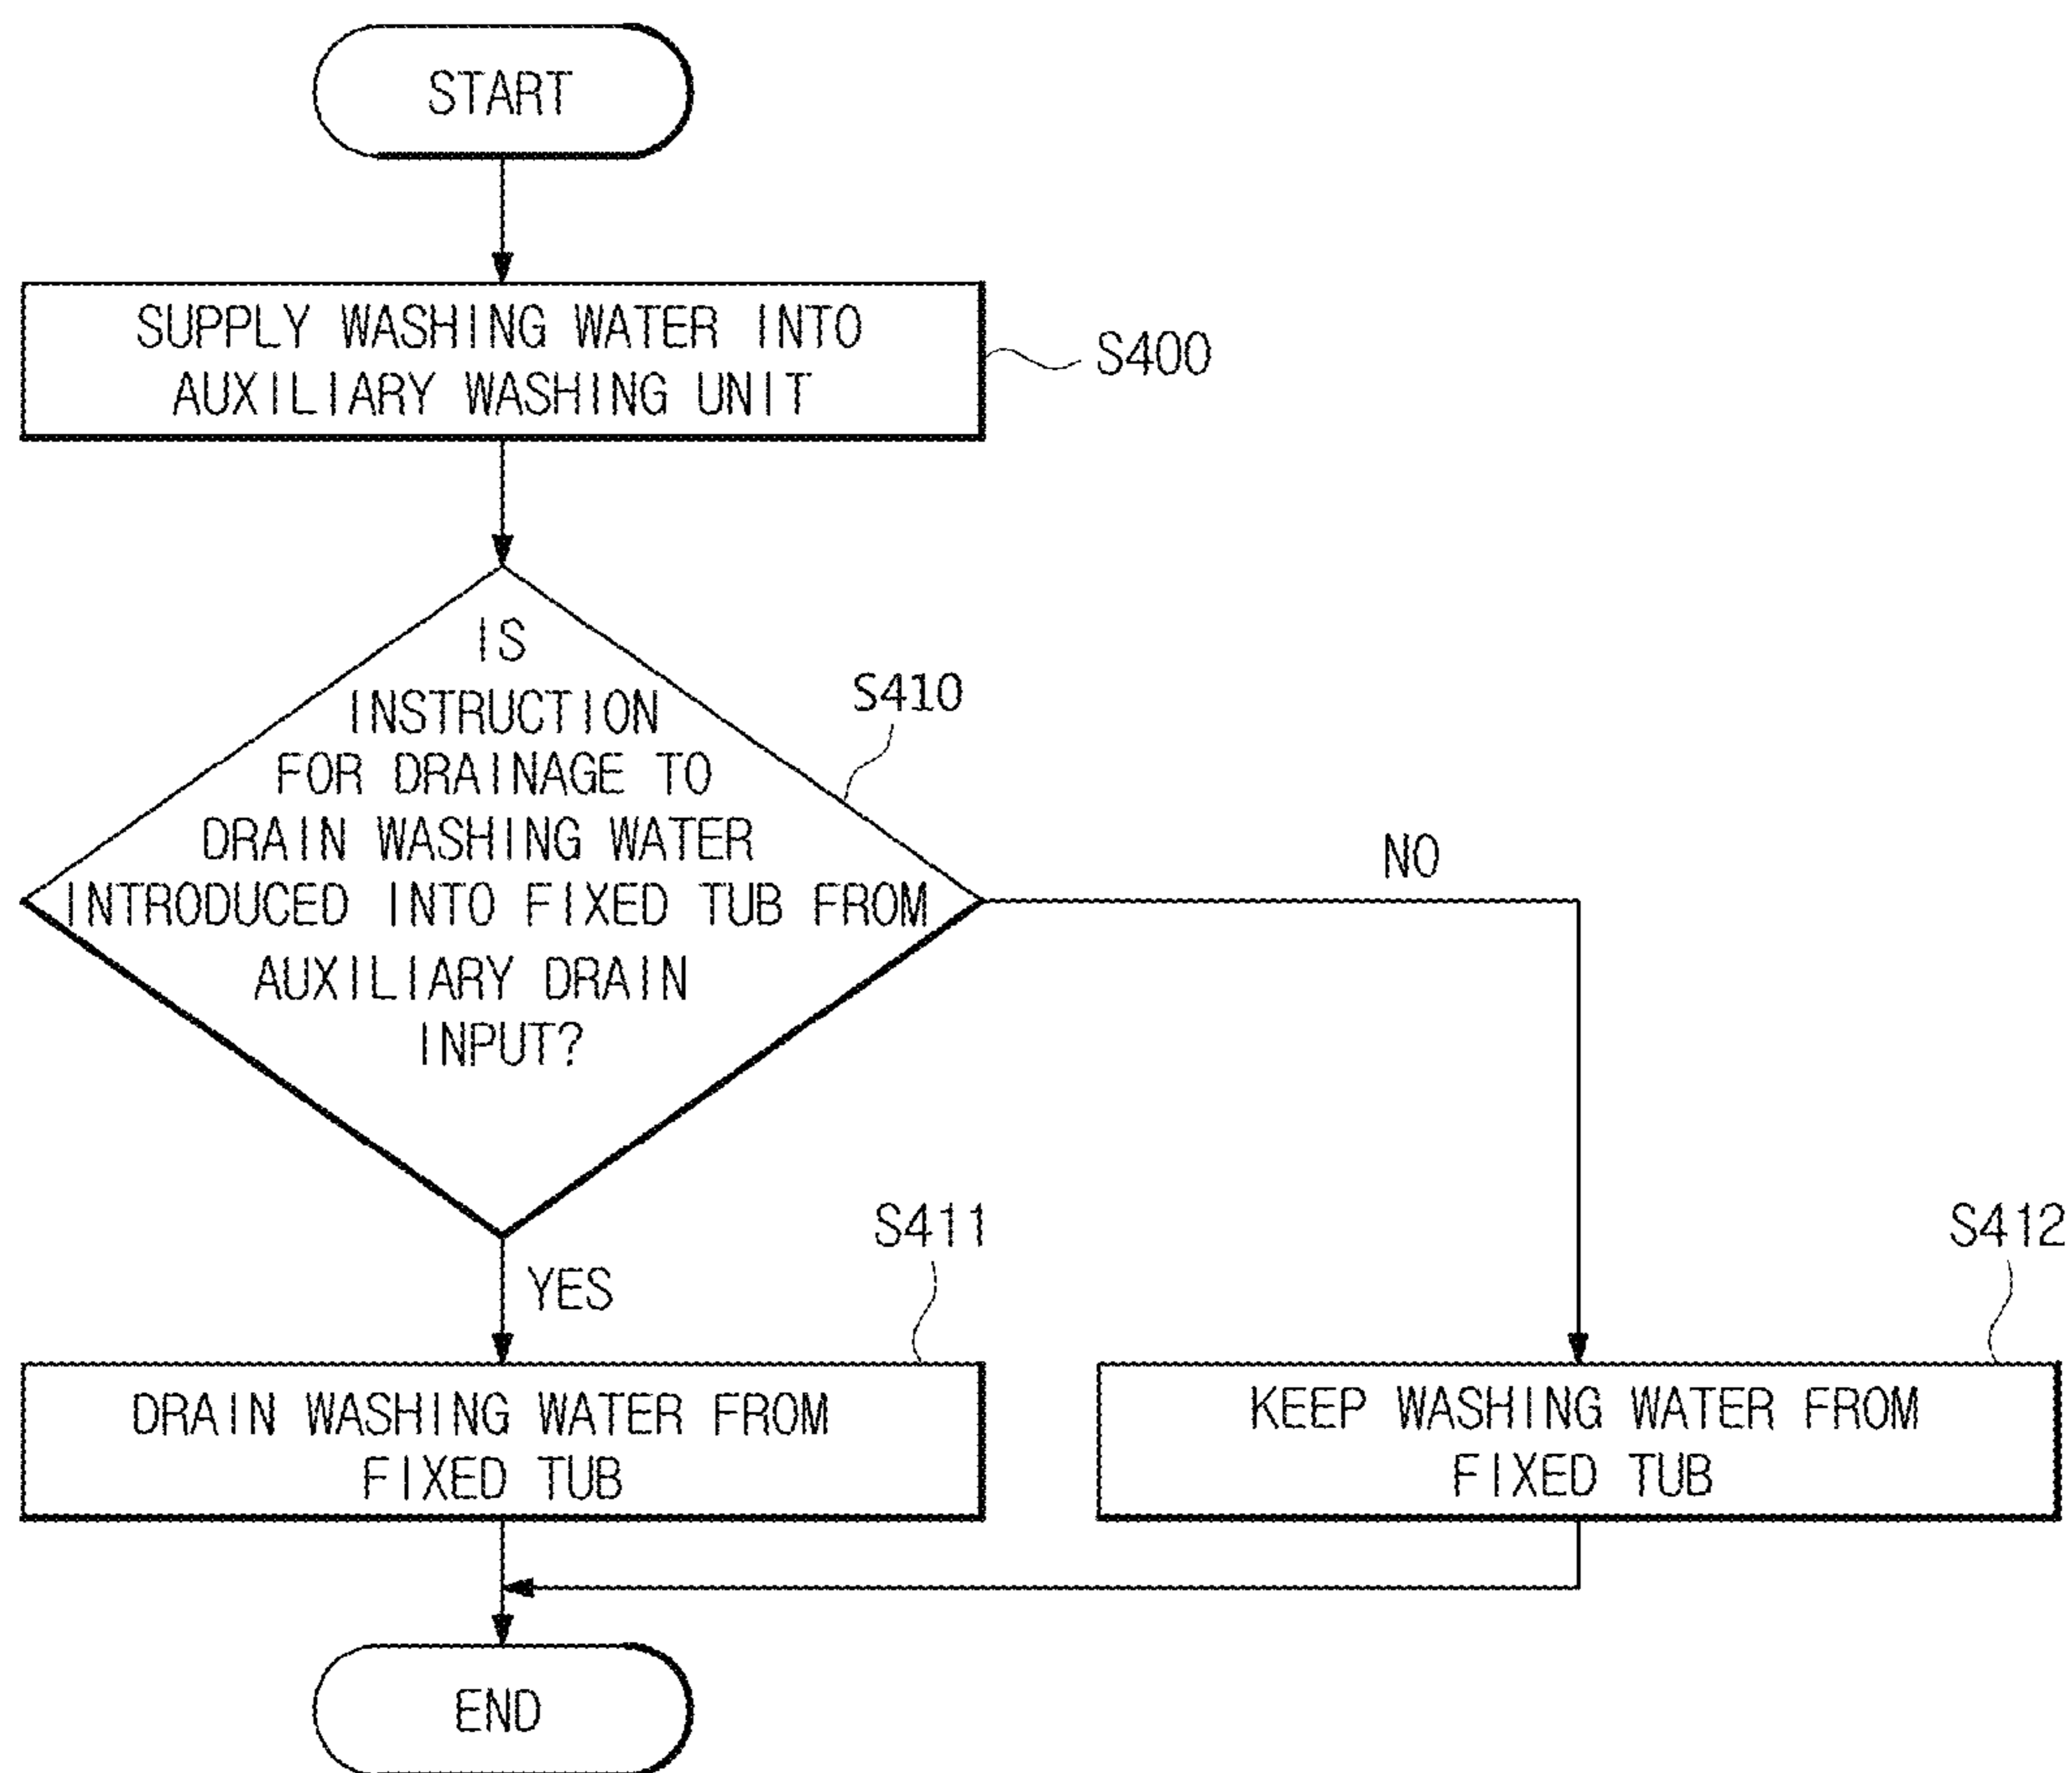 START
SUPPLY WASHING WATER INTO
AUXILIARY WASHING UNIT
S400
IS
INSTRUCTION
FOR DRAINAGE TO
DRAIN WASHING WATER
INTRODUCED INTO FIXED TUB FROM
AUXILIARY DRAIN
INPUT?
S410
NO
YES
S411
DRAIN WASHING WATER FROM
FIXED TUB
S412
KEEP WASHING WATER FROM
FIXED TUB
END